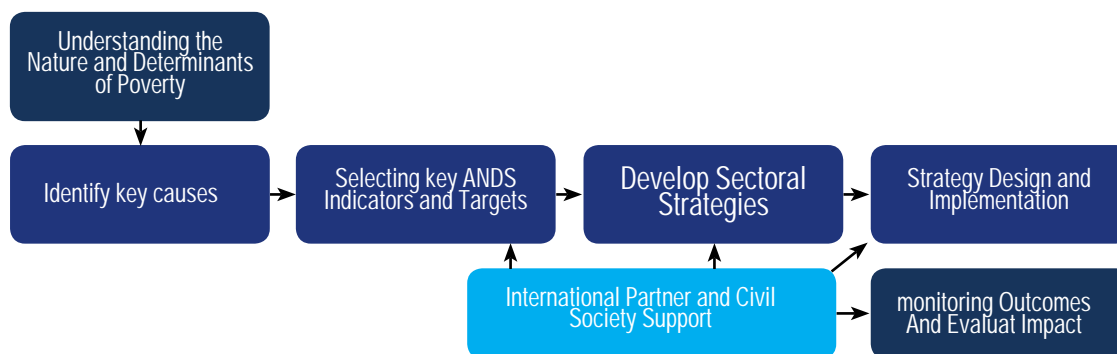 Understanding the
Nature and Determinants
of Poverty
Identify key causes
Selecting key ANDS
Indicators and Targets
Develop Sectoral
Strategies
Strategy Design and
Implementation
International Partner and Civil
Society Support
monitoring Outcomes
And Evaluat Impact